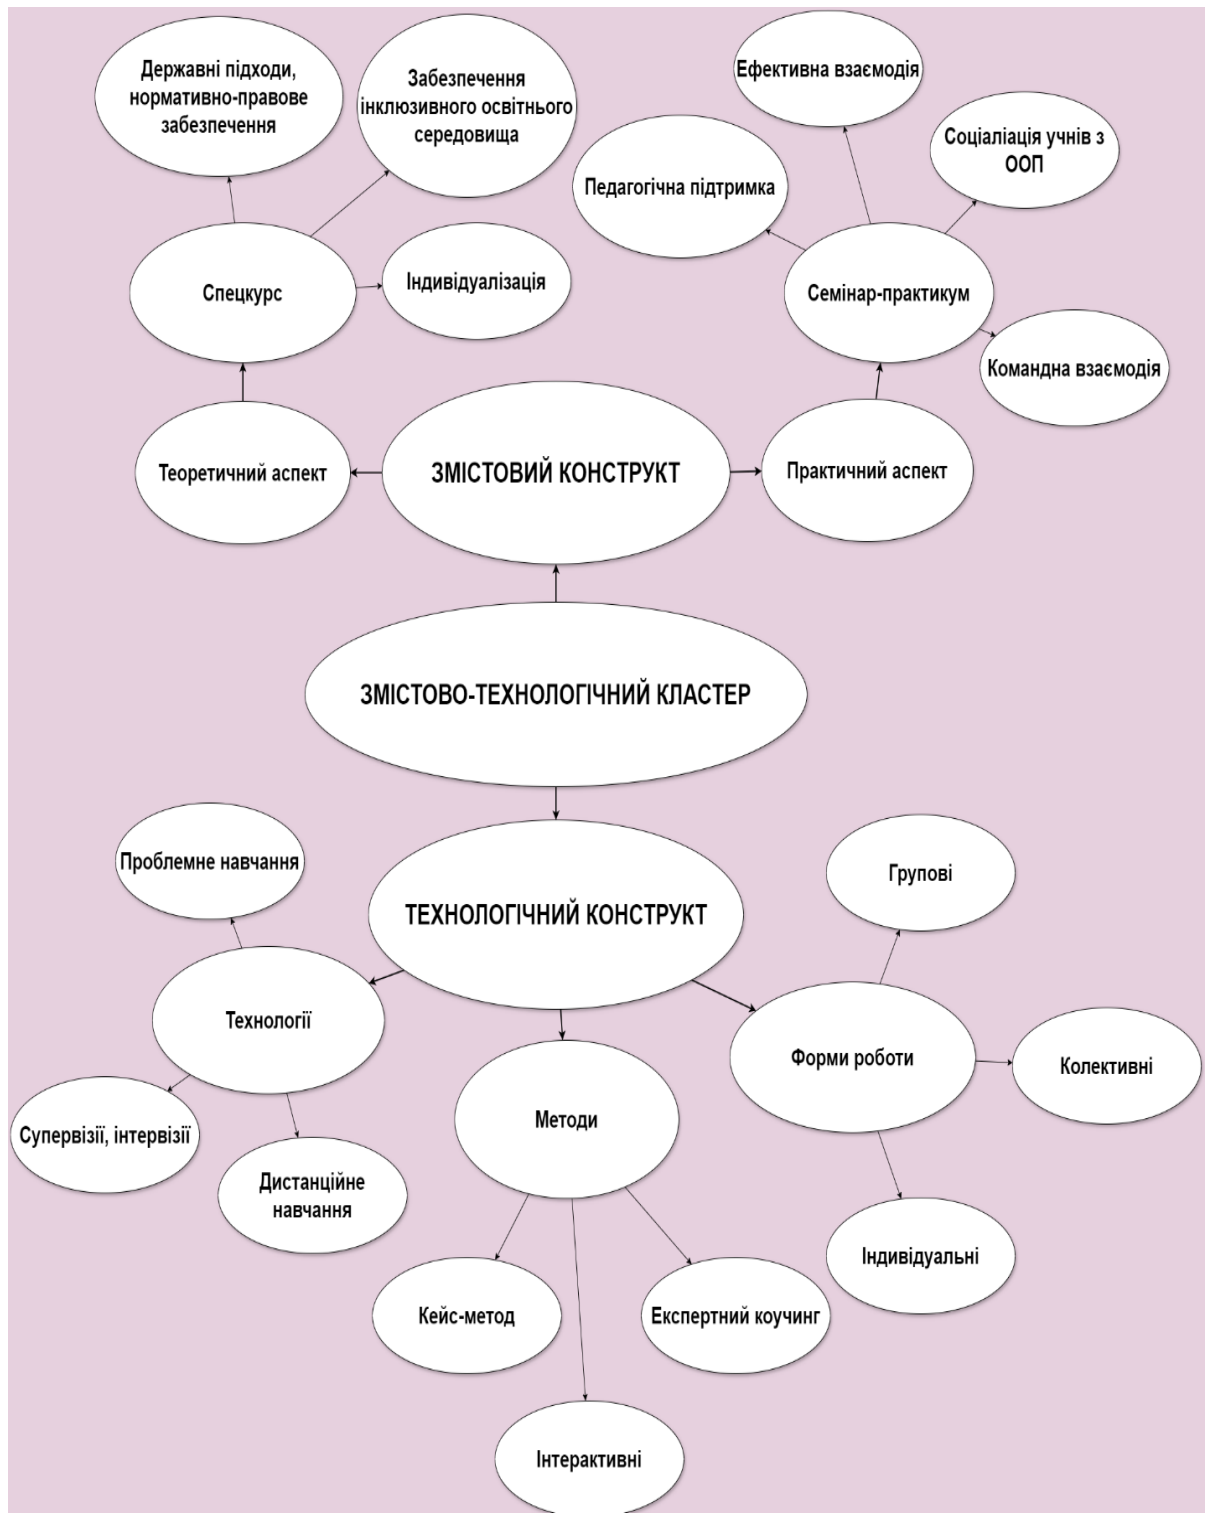 Державні підходи,
нормативно-правове
забезпечення
Забезпечення
інклюзивного освітнього
середовища
Ефективна взаємодія
Соціаліація учнів з
ООП
Педагогічна підтримка
Спецкурс
Індивідуалізація
Семінар-практикум
Командна взаємодія
Теоретичний аспект
ЗМІСТОВИЙ КОНСТРУКТ
Практичний аспект
ЗМІСТОВО-ТЕХНОЛОГІЧНИЙ КЛАСТЕР
Проблемне навчання
ТЕХНОЛОГІЧНИЙ КОНСТРУКТ
Групові
Технології
Форми роботи
Колективні
Супервізії, інтервізії
Методи
Дистанційне
навчання
Індивідуальні
Кейс-метод
Експертний коучинг
Інтерактивні